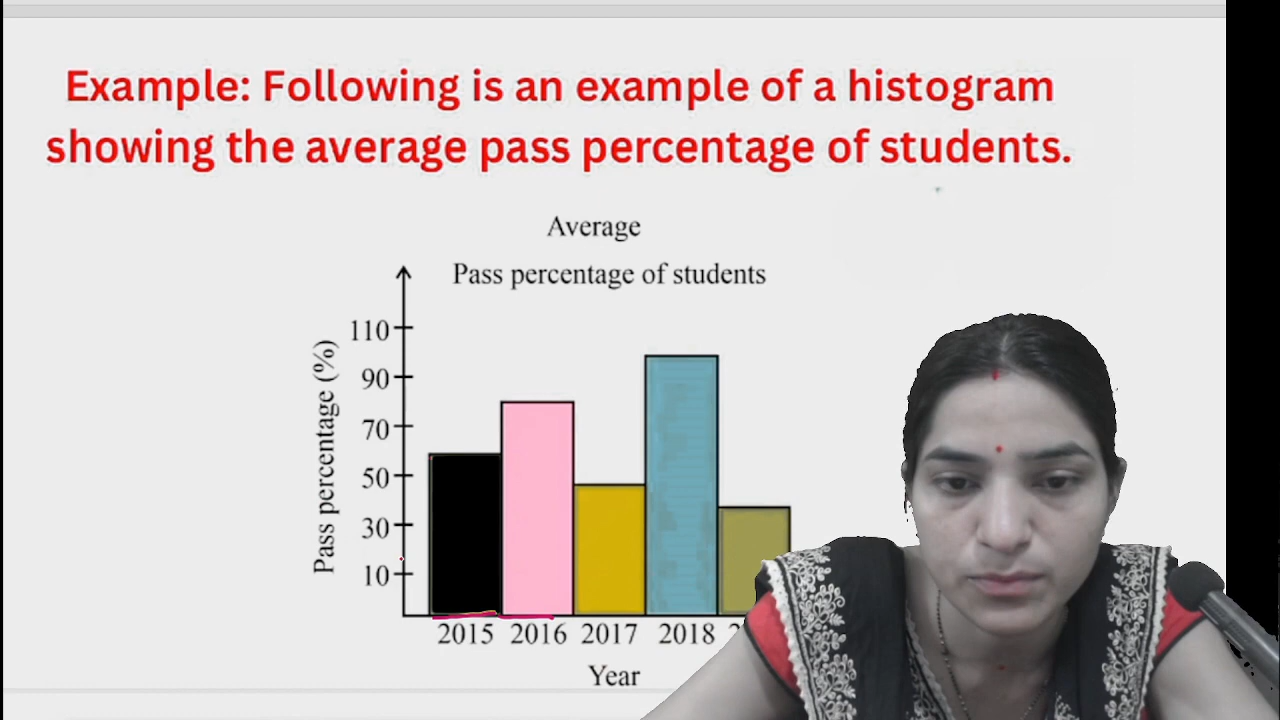 Example: Following is an example of a histogram
showing the average pass percentage of students.
Average
Pass percentage of students
Pass percentage (%)
110
90
70
50
30
10
2015 2016 2017 2018
Year